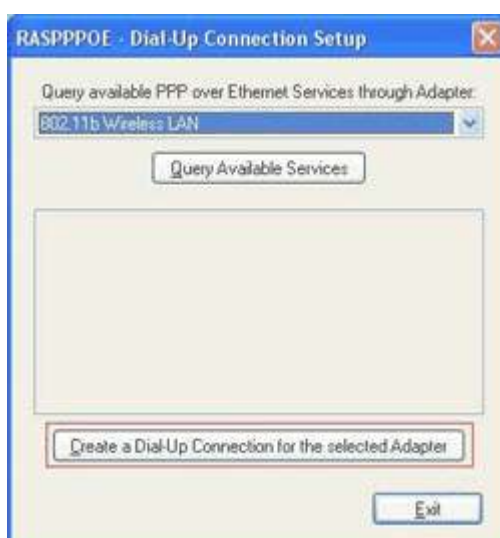 RASPPPOE - Dial-Up Connection Setup
Query available PPP over Ethernet Services through Adapter:
802.11b Wireless LAN
Query Available Services
Create a Dial-Up Connection for the selected Adapter
Exit